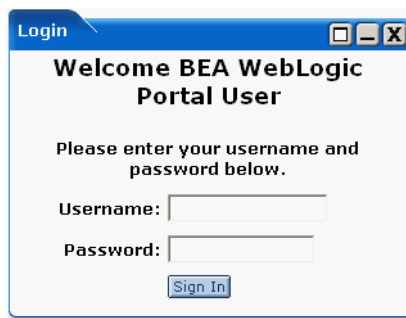 Login
Welcome BEA WebLogic
Portal User
Please enter your username and
password below.
Username:
Password:
Sign In